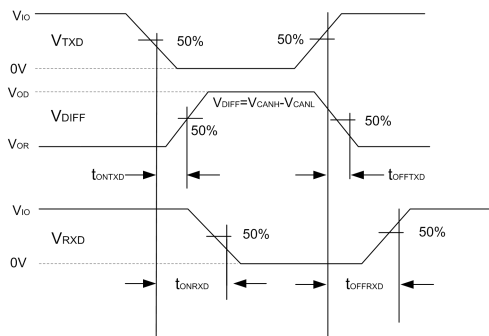 VIO
VTXD
50%
50%
0V
VOD
VDIFF=VCANH-VCANL
VDIFF
50%
50%
VOR
tONTXD
tOFFTXD
VIO
VRXD
50%
50%
0V
tONRXD
tOFFRXD